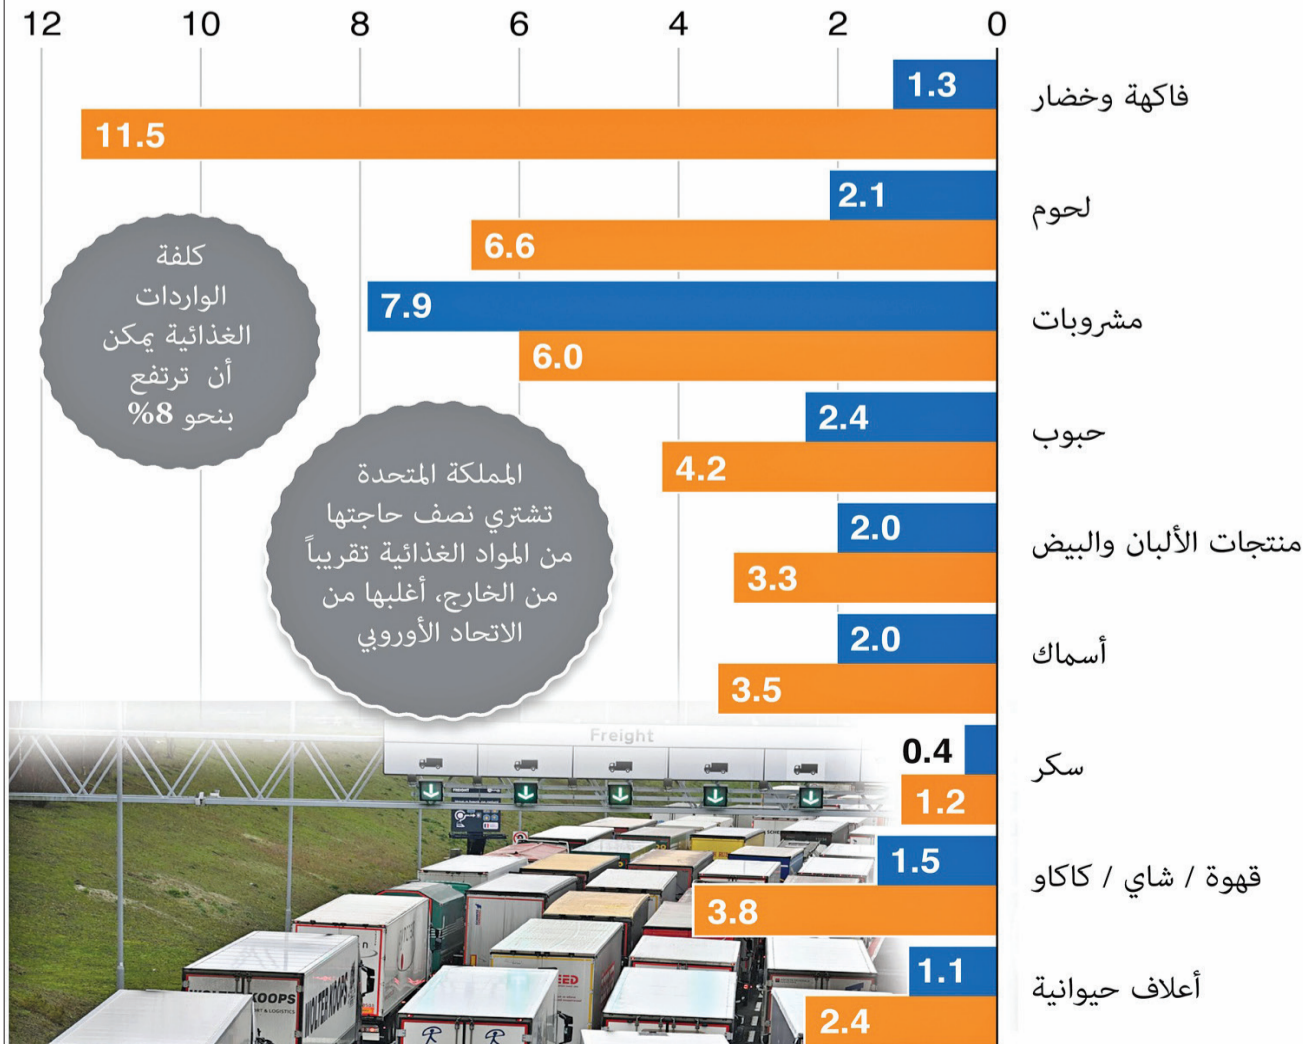 12 10 8 6 4 2 0
فاكهة وخضار
1.3
11.5
لحوم
2.1
6.6
مشروبات
7.9
6.0
حبوب
2.4
4.2
منتجات الألبان والبيض
2.0
3.3
أسماك
2.0
3.5
سكر
0.4
1.2
قهوة / شاي / كاكاو
1.5
3.8
أعلاف حيوانية
1.1
2.4
كلفة
الواردات
الغذائية يمكن
أن ترتفع
بنحو 8%
المملكة المتحدة
تشتري نصف حاجتها
من المواد الغذائية تقريباً
من الخارج، أغلبها من
الاتحاد الأوروبي
Freight
KOOPS
WOLTER KOOPS